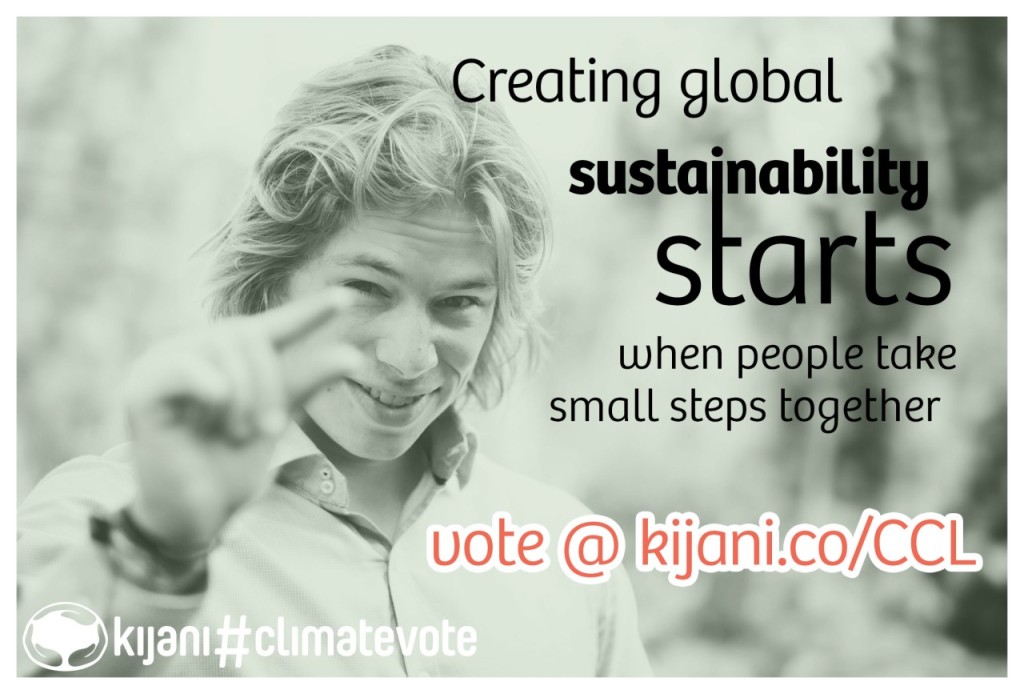 Creating global
sustainability
starts
when people take
small steps together
vote @ kijani.co/CCL
kijani#climatevote